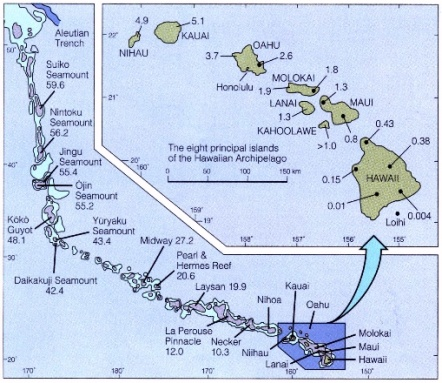 Aleutian
Trench
50°
Suiko
Seamount
59.6
Nintoku
Seamount
56.2
Jingu
Seamount
55.4
40°
Ojin
Seamount
55.2
Kōkō
Guyot
48.1
Yuryaku
Seamount
43.4
30°
Daikakuji Seamount
42.4
Midway 27.2
Pearl &
Hermes Reef
20.6
Laysan 19.9
La Perouse
Pinnacle
12.0
Necker
10.3
Nihoa
Niihau
Kauai
Oahu
Lanai
Molokai
Maui
Hawaii
20°
170°
180°
170°
160°
4.9
NIHAU
5.1
KAUAI
22°
OAHU
3.7
2.6
Honolulu
1.8
MOLOKAI
1.9
1.3
LANAI
MAUI
1.3
KAHOOLAWE
0.8
>1.0
0.43
21°
20° 160°
The eight principal islands
of the Hawaiian Archipelago
0 50 100 150 km
0.38
HAWAII
0.15
0.01
0.004
Loihi
159°
19°
158°
157°
156°
155°